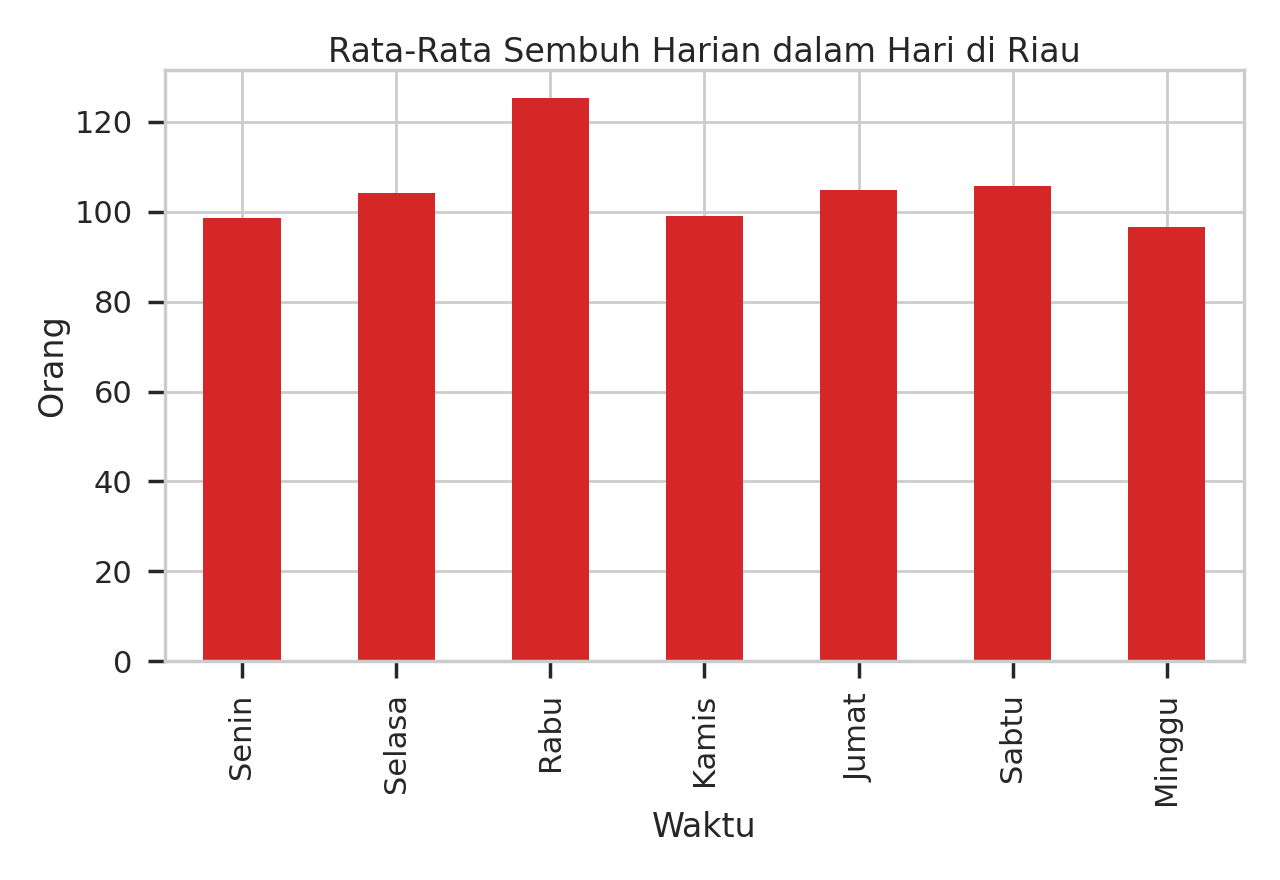 Rata-Rata Sembuh Harian dalam Hari di Riau
120
100
80
60
40
20
0
Orang
Senin
Selasa
Rabu
Kamis
Jumat
Sabtu
Minggu
Waktu